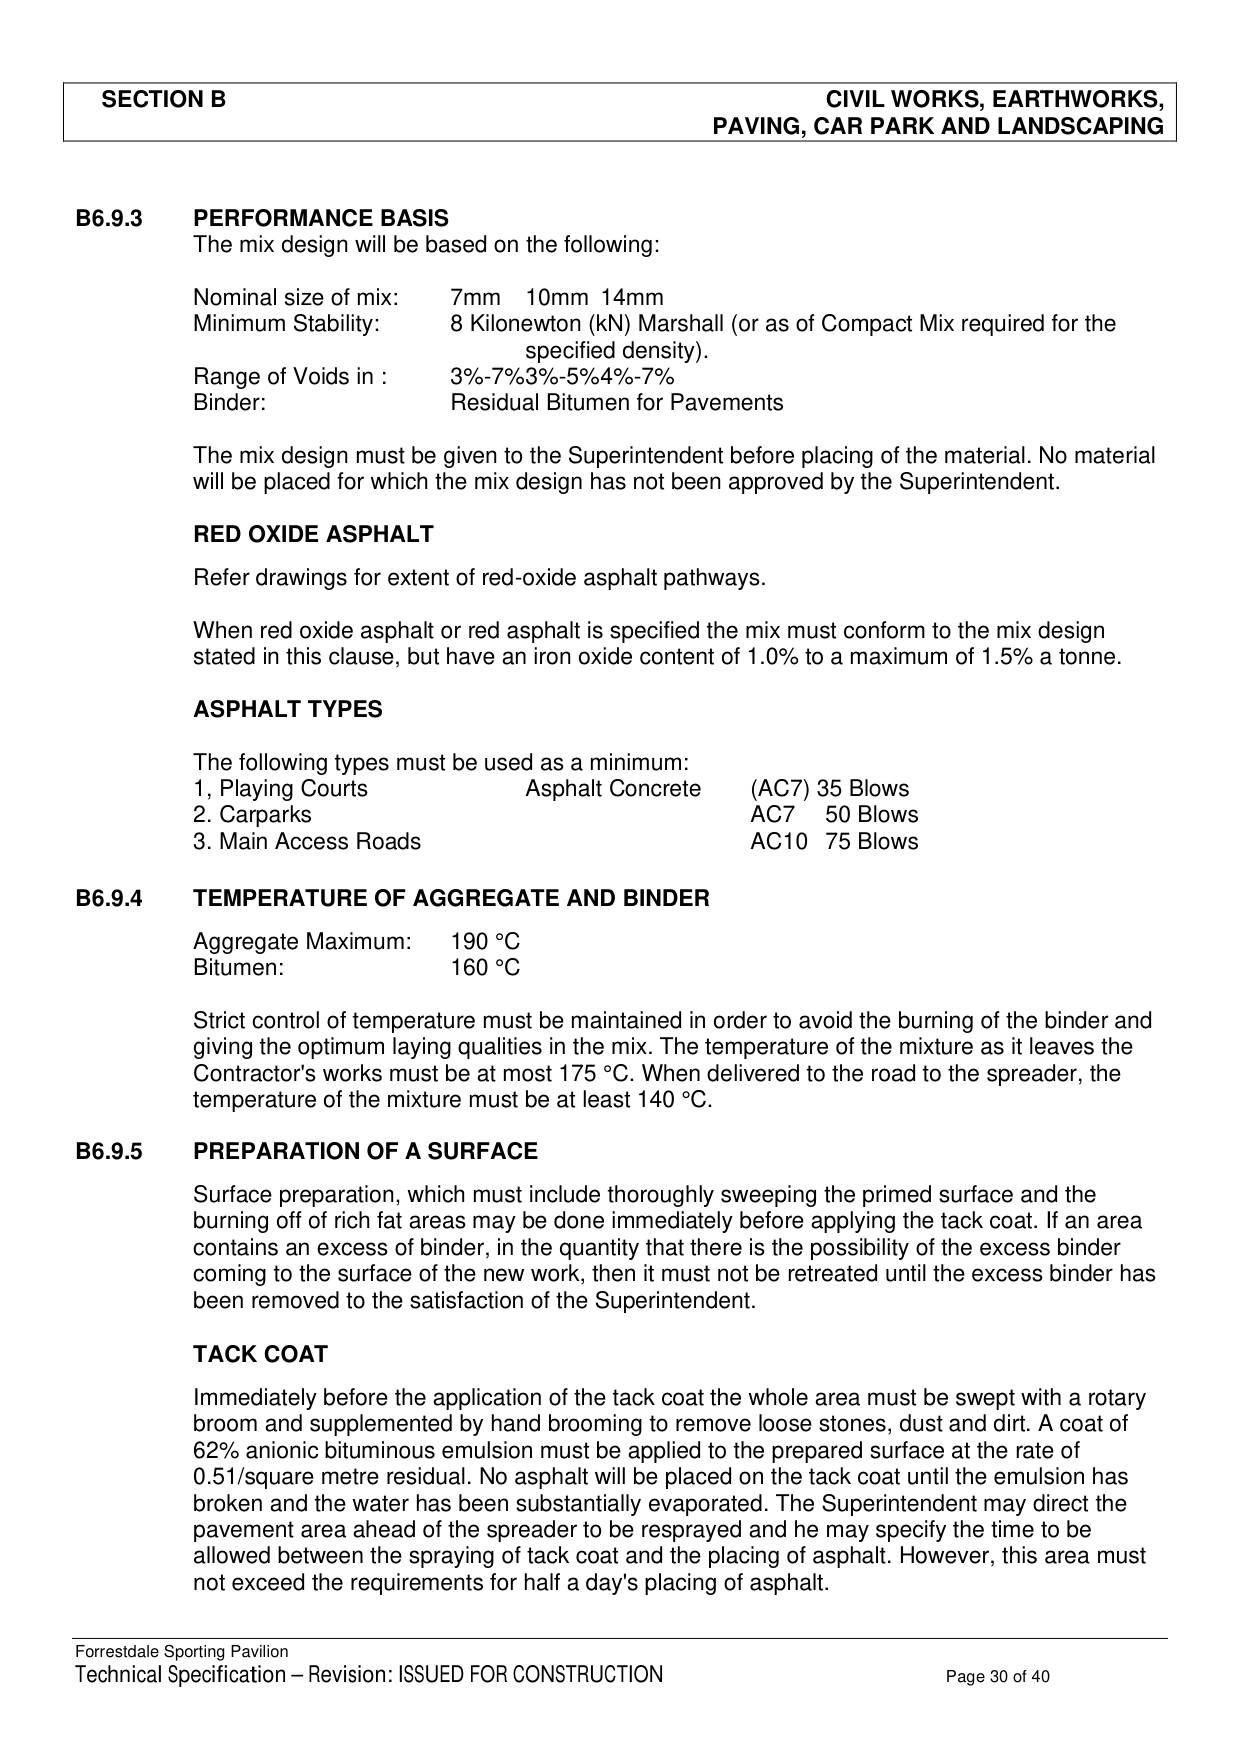 SECTION B CIVIL WORKS, EARTHWORKS,
PAVING, CAR PARK AND LANDSCAPING
B6.9.3 PERFORMANCE BASIS
The mix design will be based on the following:
Nominal size of mix: 7mm 10mm 14mm
Minimum Stability: 8 Kilonewton (kN) Marshall (or as of Compact Mix required for the
specified density).
Range of Voids in : 3%-7%3%-5%4%-7%
Binder: Residual Bitumen for Pavements
The mix design must be given to the Superintendent before placing of the material. No material
will be placed for which the mix design has not been approved by the Superintendent.
RED OXIDE ASPHALT
Refer drawings for extent of red-oxide asphalt pathways.
When red oxide asphalt or red asphalt is specified the mix must conform to the mix design
stated in this clause, but have an iron oxide content of 1.0% to a maximum of 1.5% a tonne.
ASPHALT TYPES
The following types must be used as a minimum:
1, Playing Courts Asphalt Concrete (AC7) 35 Blows
2. Carparks AC7 50 Blows
3. Main Access Roads AC10 75 Blows
B6.9.4 TEMPERATURE OF AGGREGATE AND BINDER
Aggregate Maximum: 190 °C
Bitumen: 160 °C
Strict control of temperature must be maintained in order to avoid the burning of the binder and
giving the optimum laying qualities in the mix. The temperature of the mixture as it leaves the
Contractor's works must be at most 175 °C. When delivered to the road to the spreader, the
temperature of the mixture must be at least 140 °C.
B6.9.5 PREPARATION OF A SURFACE
Surface preparation, which must include thoroughly sweeping the primed surface and the
burning off of rich fat areas may be done immediately before applying the tack coat. If an area
contains an excess of binder, in the quantity that there is the possibility of the excess binder
coming to the surface of the new work, then it must not be retreated until the excess binder has
been removed to the satisfaction of the Superintendent.
TACK COAT
Immediately before the application of the tack coat the whole area must be swept with a rotary
broom and supplemented by hand brooming to remove loose stones, dust and dirt. A coat of
62% anionic bituminous emulsion must be applied to the prepared surface at the rate of
0.51/square metre residual. No asphalt will be placed on the tack coat until the emulsion has
broken and the water has been substantially evaporated. The Superintendent may direct the
pavement area ahead of the spreader to be resprayed and he may specify the time to be
allowed between the spraying of tack coat and the placing of asphalt. However, this area must
not exceed the requirements for half a day's placing of asphalt.
Forrestdale Sporting Pavilion
Technical Specification – Revision: ISSUED FOR CONSTRUCTION Page 30 of 40